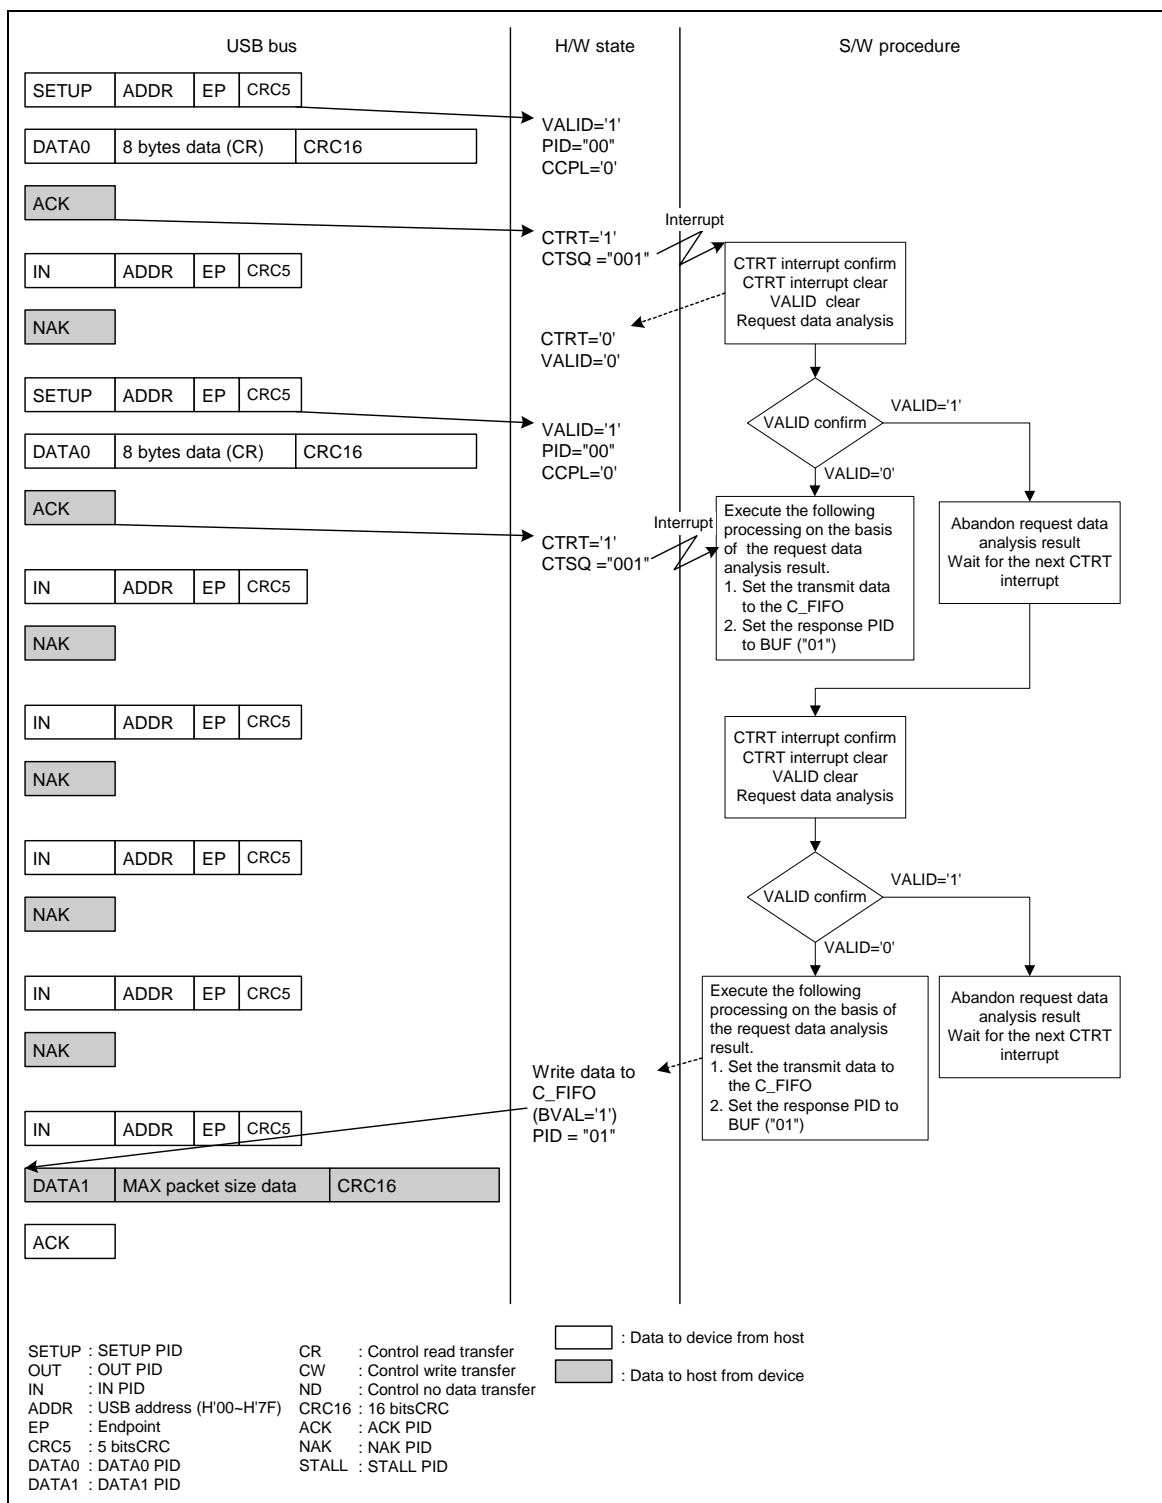 USB bus
H/W state
S/W procedure
SETUP ADDR EP CRC5
VALID='1'
PID="00"
CCPL='0'
DATA0 8 bytes data (CR) CRC16
ACK
CTRT='1'
CTSQ ="001"
Interrupt
CTRT interrupt confirm
CTRT interrupt clear
VALID clear
Request data analysis
IN ADDR EP CRC5
NAK
CTRT='0'
VALID='0'
SETUP ADDR EP CRC5
VALID='1'
PID="00"
CCPL='0'
VALID confirm
VALID='1'
VALID='0'
DATA0 8 bytes data (CR) CRC16
ACK
CTRT='1'
CTSQ ="001"
Interrupt
Execute the following
processing on the basis
of the request data
analysis result.
1. Set the transmit data
to the C_FIFO
2. Set the response PID
to BUF ("01")
Abandon request data
analysis result
Wait for the next CTRT
interrupt
IN ADDR EP CRC5
NAK
IN ADDR EP CRC5
NAK
CTRT interrupt confirm
CTRT interrupt clear
VALID clear
Request data analysis
IN ADDR EP CRC5
NAK
VALID confirm
VALID='1'
VALID='0'
IN ADDR EP CRC5
NAK
Execute the following
processing on the basis of
the request data analysis
result.
1. Set the transmit data to
the C_FIFO
2. Set the response PID to
BUF ("01")
Abandon request data
analysis result
Wait for the next CTRT
interrupt
Write data to
C_FIFO
(BVAL='1')
PID = "01"
IN ADDR EP CRC5
DATA1 MAX packet size data CRC16
ACK
SETUP : SETUP PID
OUT : OUT PID
IN : IN PID
ADDR : USB address (H'00~H'7F)
EP : Endpoint
CRC5 : 5 bitsCRC
DATA0 : DATA0 PID
DATA1 : DATA1 PID
CR : Control read transfer
CW : Control write transfer
ND : Control no data transfer
CRC16 : 16 bitsCRC
ACK : ACK PID
NAK : NAK PID
STALL : STALL PID
: Data to device from host
: Data to host from device